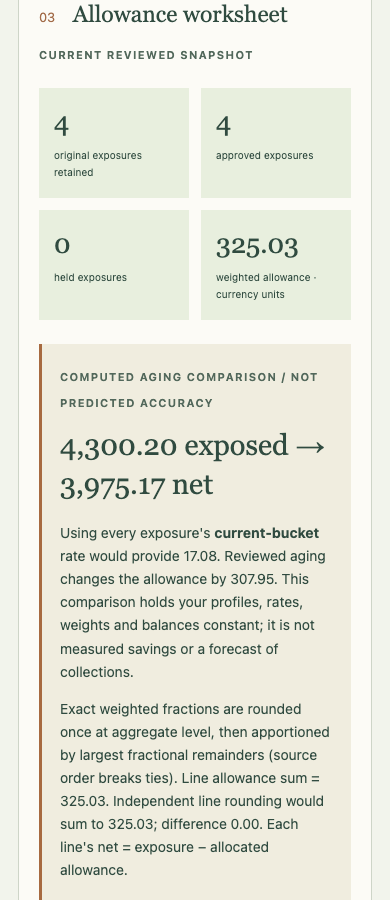 03 Allowance worksheet
CURRENT REVIEWED SNAPSHOT
4
original exposures
retained
4
approved exposures
0
held exposures
325.03
weighted allowance ·
currency units
COMPUTED AGING COMPARISON / NOT
PREDICTED ACCURACY
4,300.20 exposed →
3,975.17 net
Using every exposure's current-bucket
rate would provide 17.08. Reviewed aging
changes the allowance by 307.95. This
comparison holds your profiles, rates,
weights and balances constant; it is not
measured savings or a forecast of
collections.
Exact weighted fractions are rounded
once at aggregate level, then apportioned
by largest fractional remainders (source
order breaks ties). Line allowance sum =
325.03. Independent line rounding would
sum to 325.03; difference 0.00. Each
line's net = exposure − allocated
allowance.